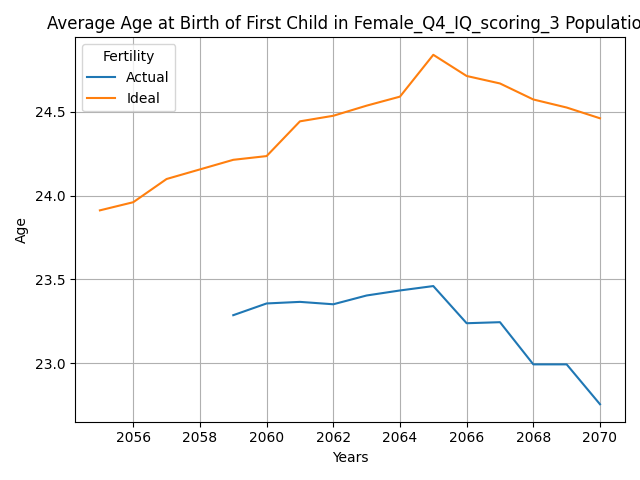 Average Age at Birth of First Child in Female_Q4_IQ_scoring_3 Populatio
Fertility
Actual
Ideal
24.5
24.0
23.5
23.0
Age
2056 2058 2060 2062 2064 2066 2068 2070
Years